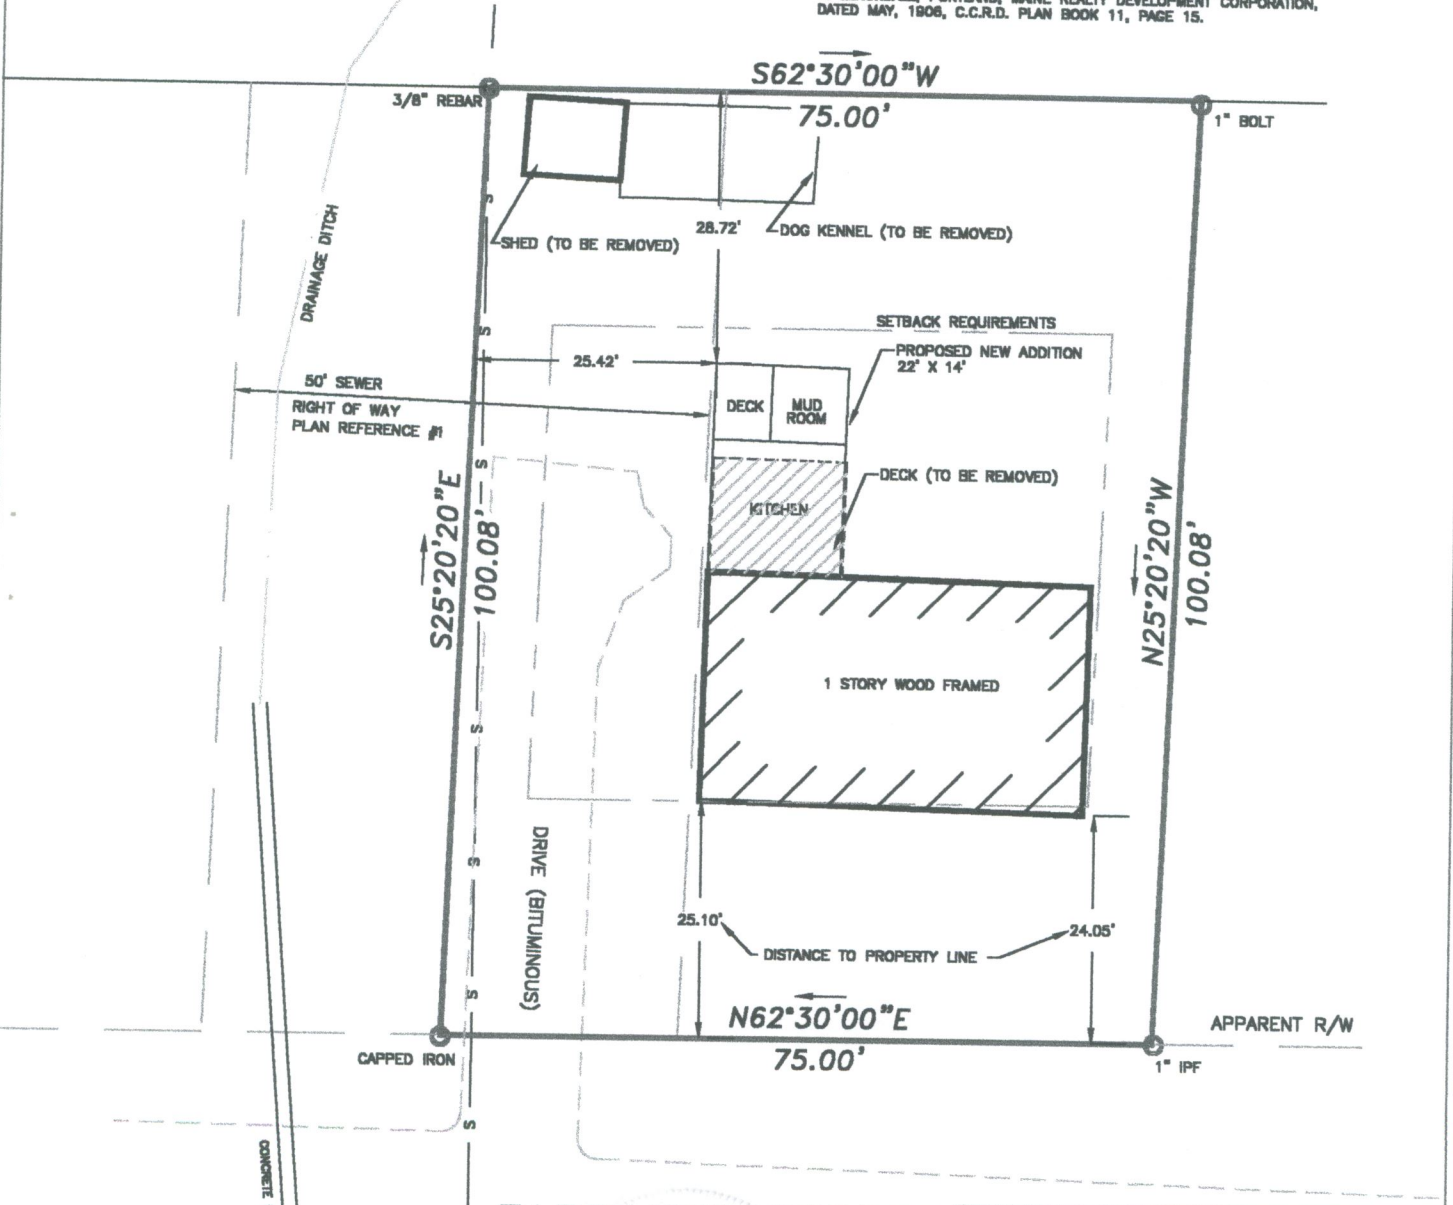 DEVELOPMENT CORPORATION,
DATED MAY, 1906, C.C.R.D. PLAN BOOK 11, PAGE 15.
S62°30'00"W
75.00'
3/8" REBAR
1" BOLT
DRAINAGE DITCH
28.72'
DOG KENNEL (TO BE REMOVED)
SHED (TO BE REMOVED)
S
S
SETBACK REQUIREMENTS
PROPOSED NEW ADDITION
22' X 14'
25.42'
50' SEWER
RIGHT OF WAY
PLAN REFERENCE #1
DECK
MUD
ROOM
S
DECK (TO BE REMOVED)
KITCHEN
S25°20'20"E
100.08'
N25°20'20"W
100.08'
1 STORY WOOD FRAMED
S
S
DRIVE (BITUMINOUS)
25.10'
24.05'
DISTANCE TO PROPERTY LINE
S
N62°30'00"E
75.00'
APPARENT R/W
CAPPED IRON
1" IPF
S
CONCRETE